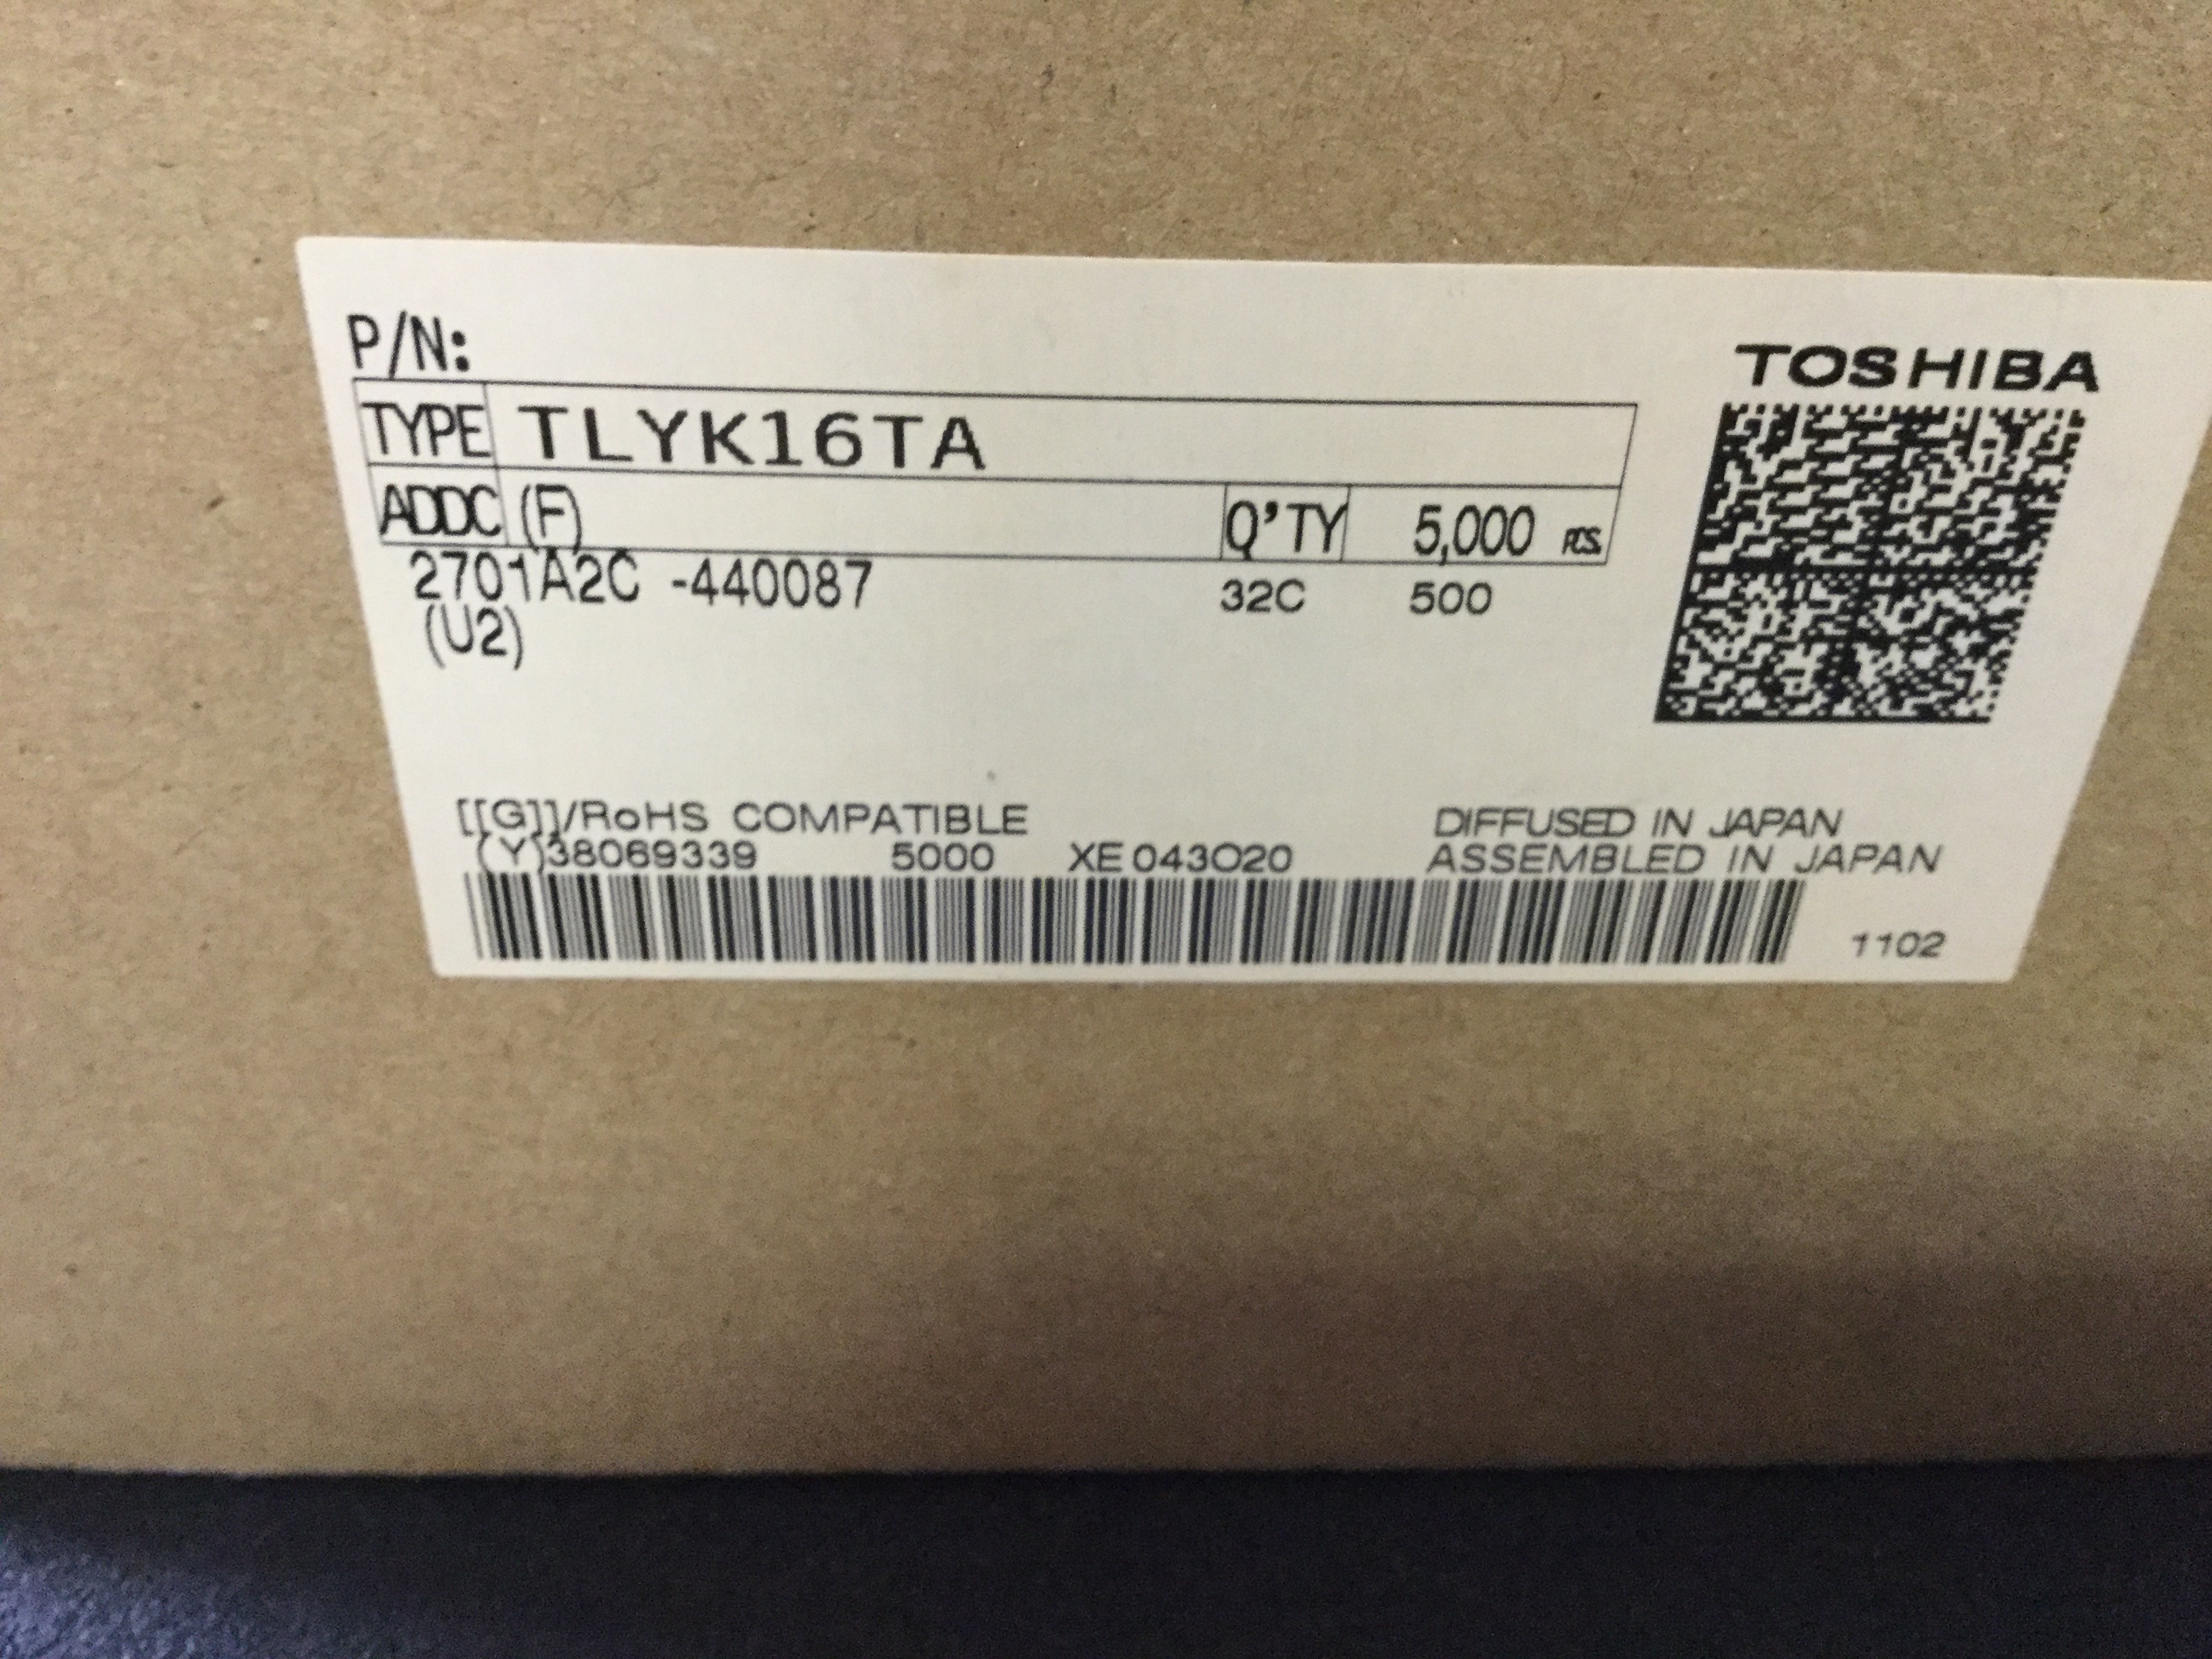 P/N:
TOSHIBA
TYPE TLYK16TA
ADDC (F) Q'TY 5,000 PCS.
2701A2C -440087 32C 500
(U2)
[[G]]/RoHS COMPATIBLE DIFFUSED IN JAPAN
(Y)38069339 5000 XE043020 ASSEMBLED IN JAPAN
1102